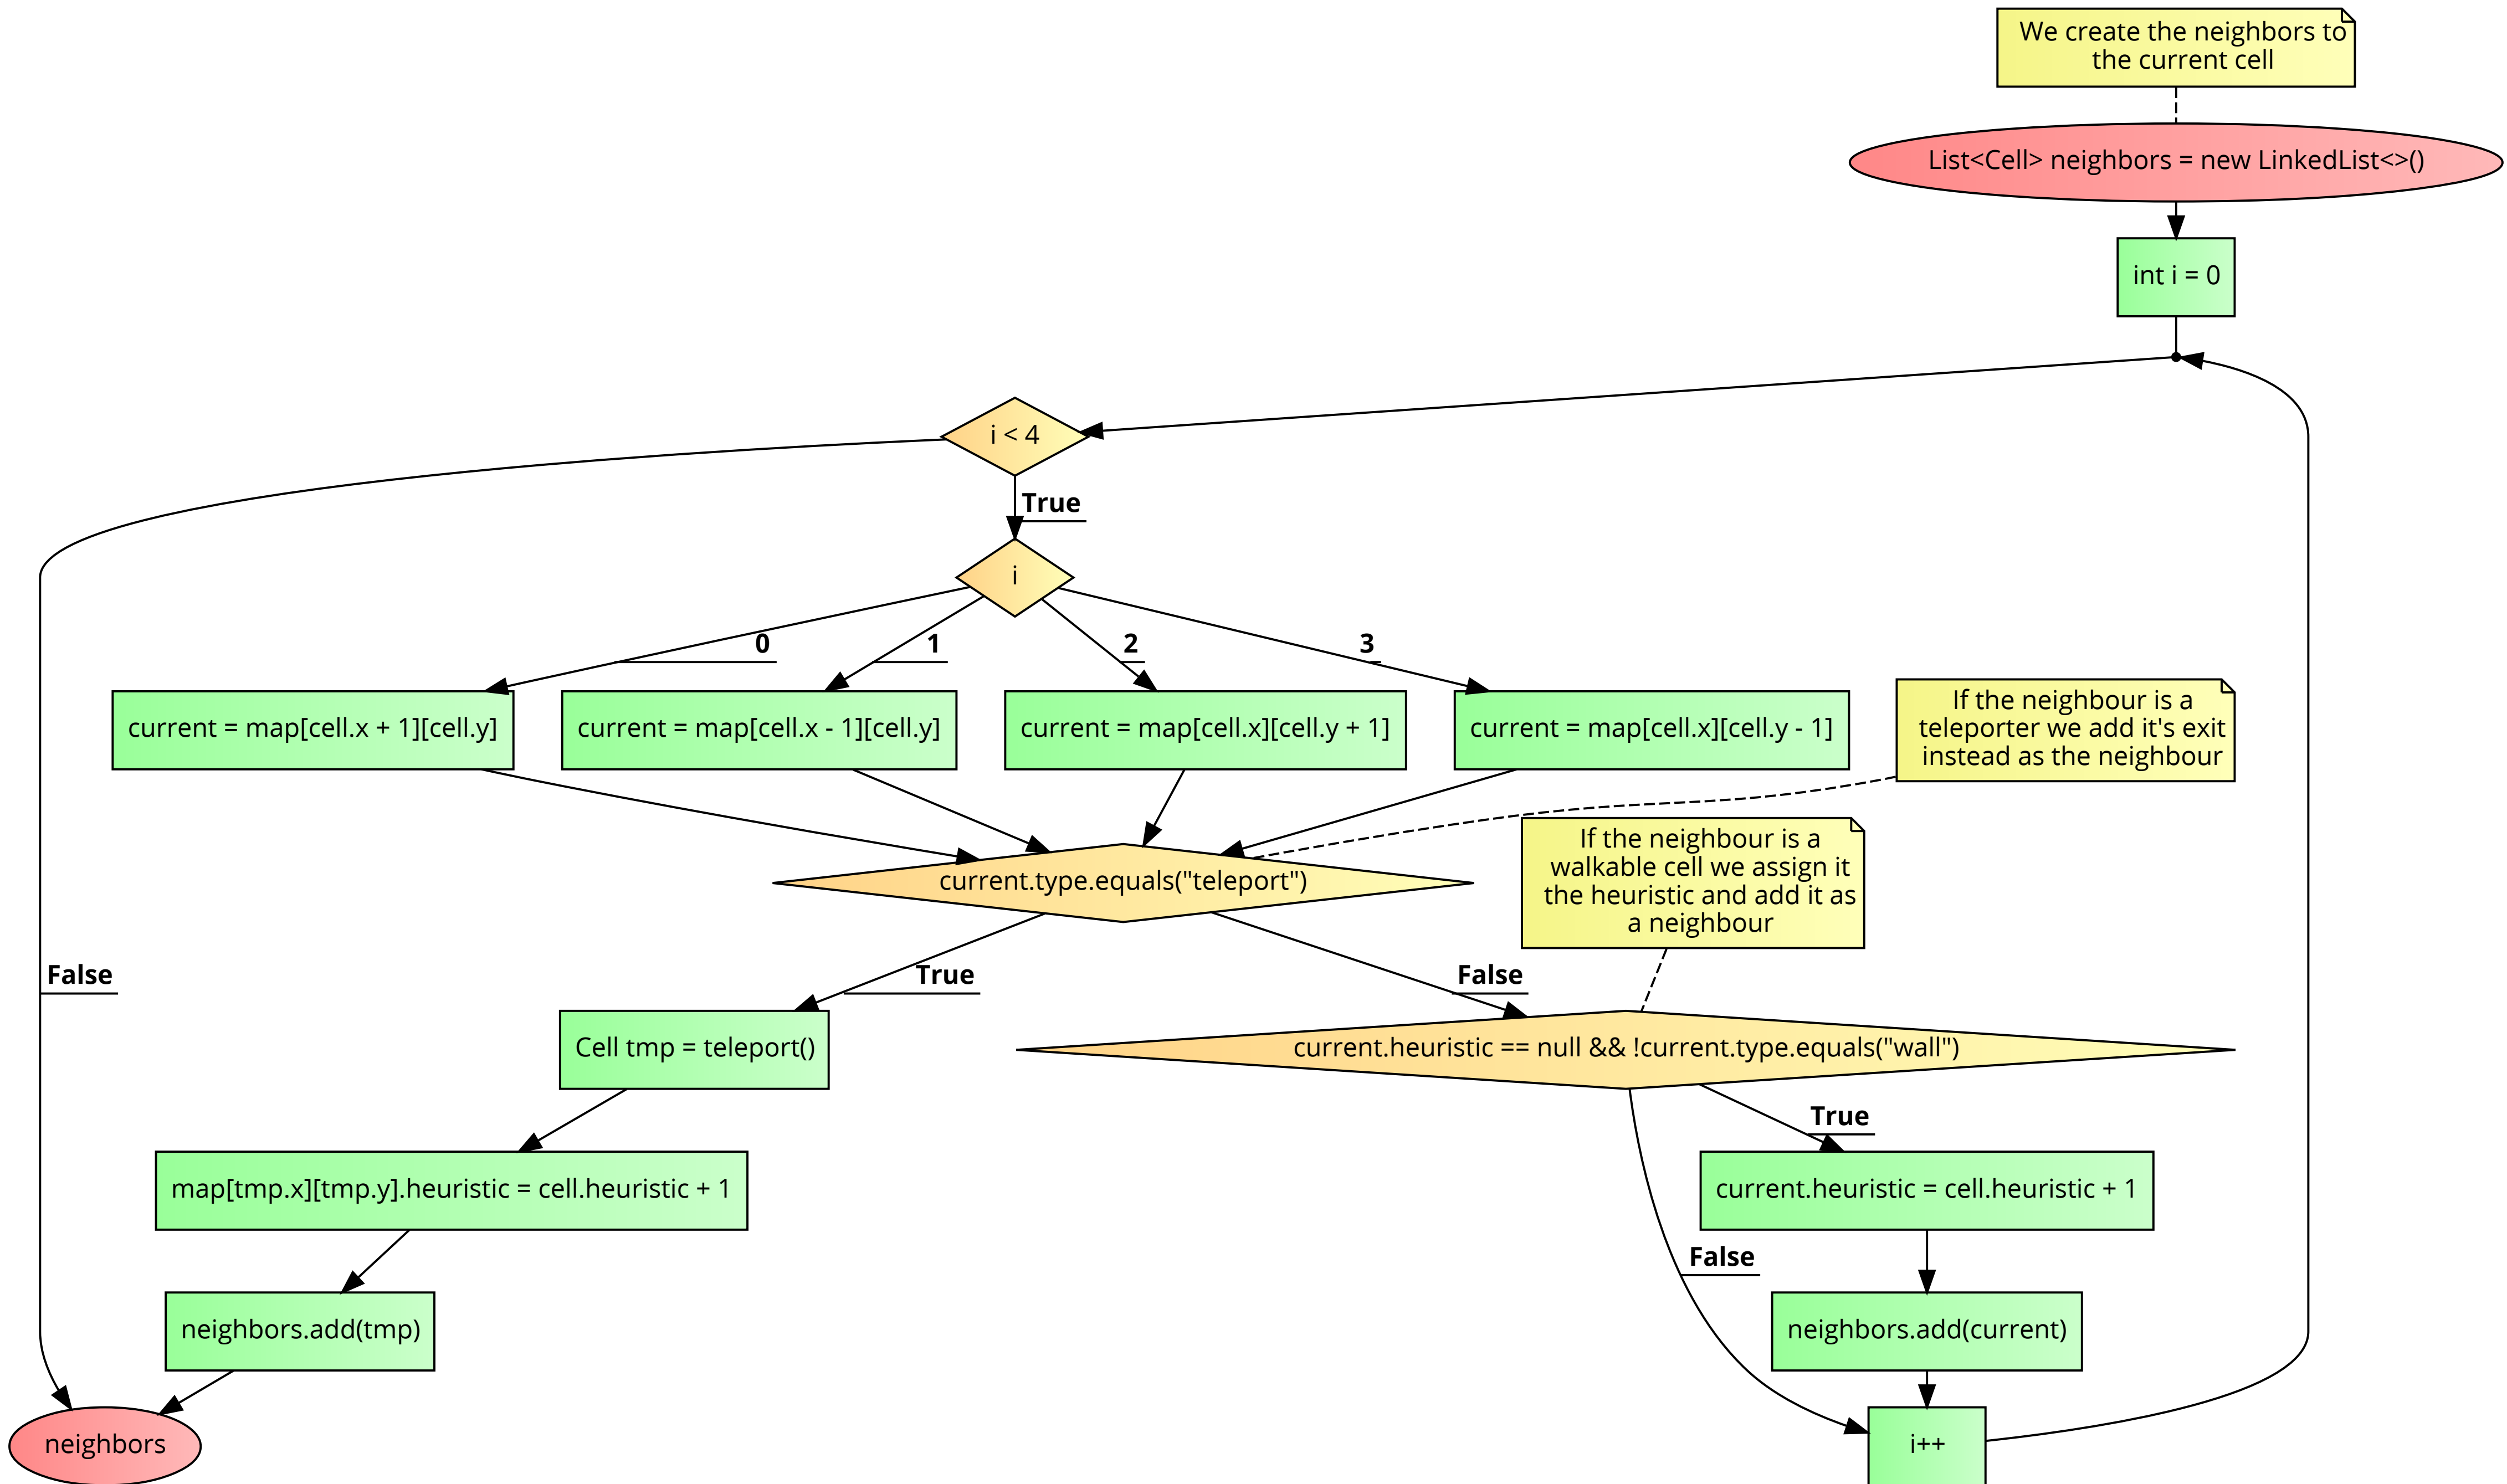 We create the neighbors to
the current cell
List<Cell> neighbors = new LinkedList<>()
int i = 0
i < 4
True
i
0
1
2
3
current = map[cell.x + 1][cell.y]
current = map[cell.x - 1][cell.y]
current = map[cell.x][cell.y + 1]
current = map[cell.x][cell.y - 1]
If the neighbour is a
teleporter we add it's exit
instead as the neighbour
current.type.equals("teleport")
If the neighbour is a
walkable cell we assign it
the heuristic and add it as
a neighbour
False
True
False
Cell tmp = teleport()
current.heuristic == null && !current.type.equals("wall")
True
map[tmp.x][tmp.y].heuristic = cell.heuristic + 1
current.heuristic = cell.heuristic + 1
False
neighbors.add(tmp)
neighbors.add(current)
neighbors
i++